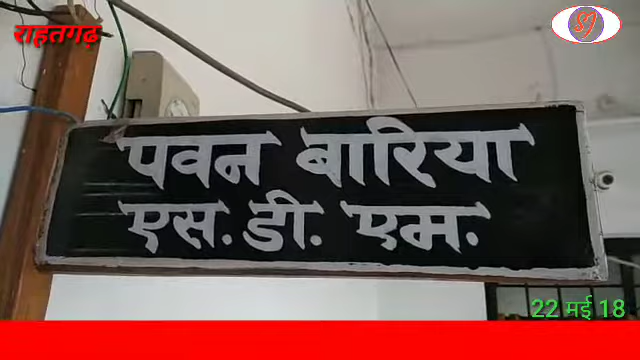 राहतगढ़
पवन बारिया
एस. डी. एम.
22 मई 18